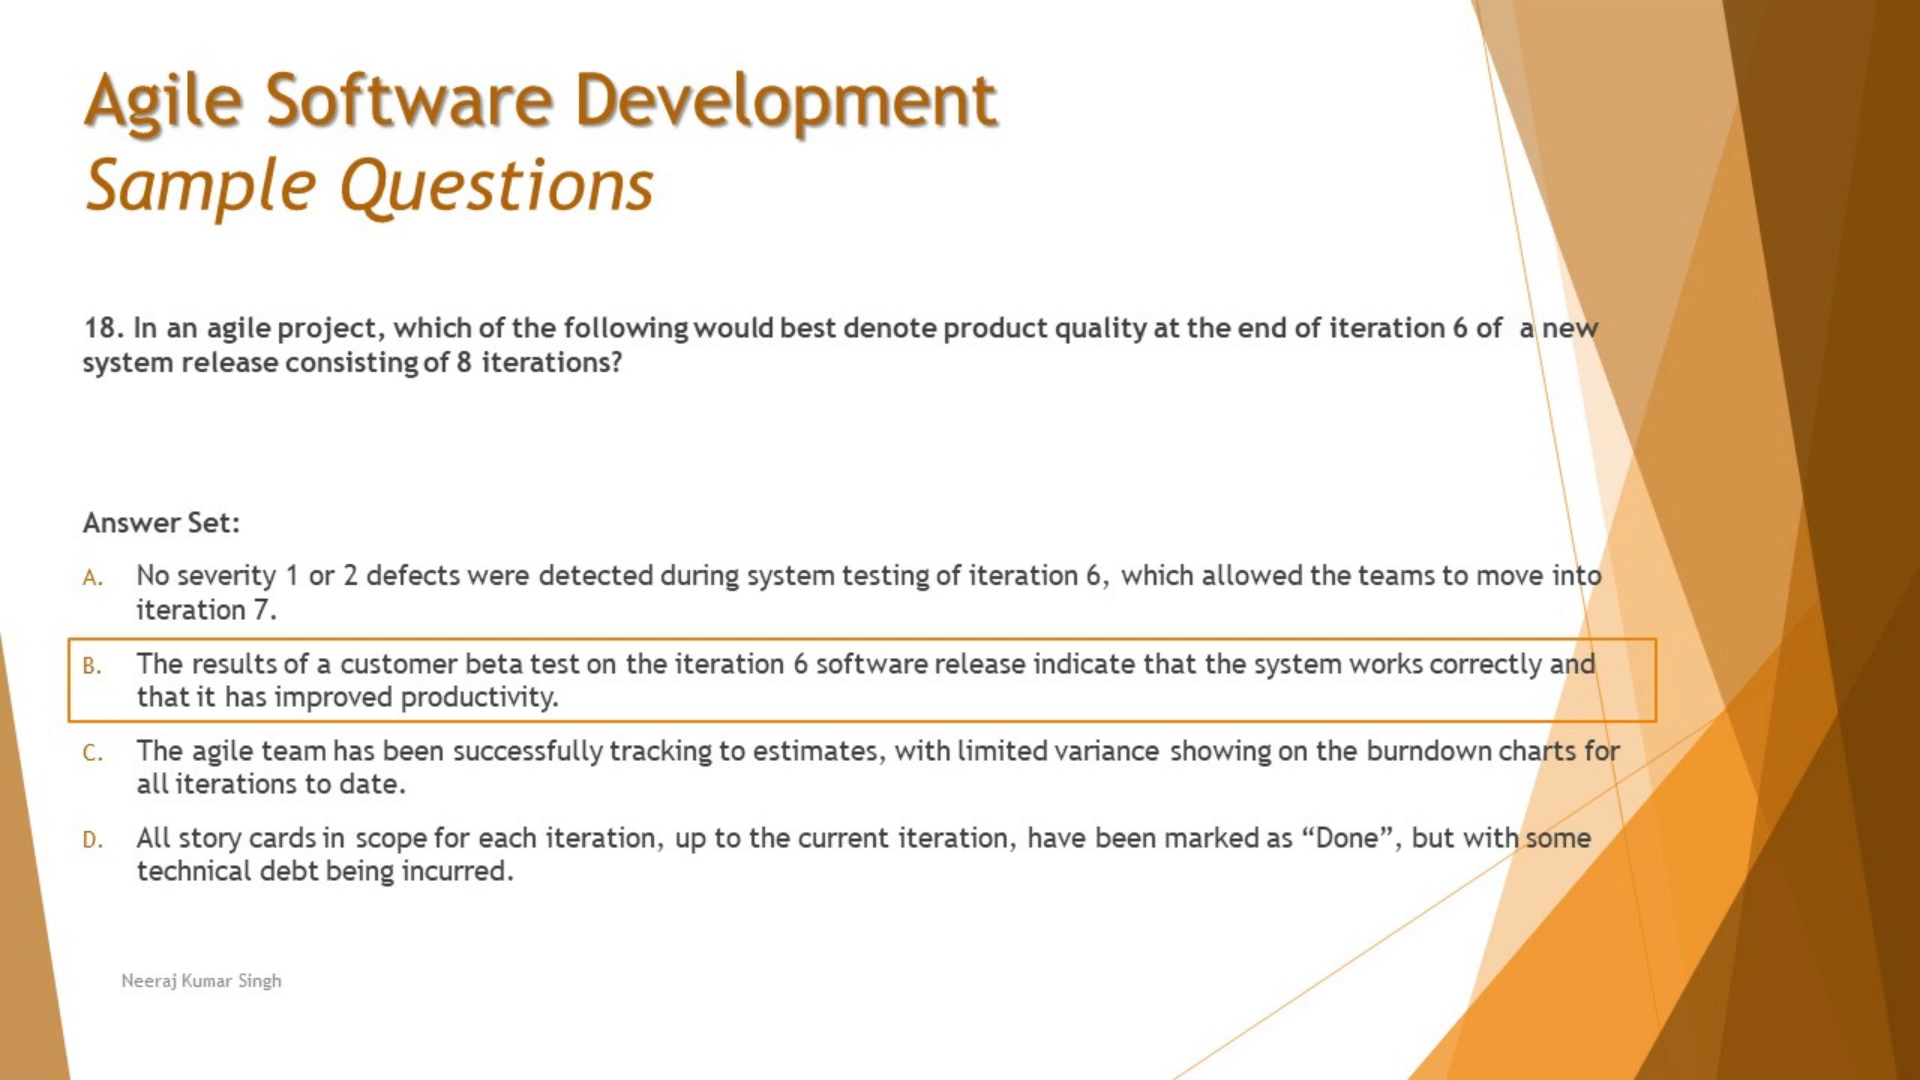 Agile Software Development
Sample Questions
18. In an agile project, which of the following would best denote product quality at the end of iteration 6 of a new
system release consisting of 8 iterations?
Answer Set:
A. No severity 1 or 2 defects were detected during system testing of iteration 6, which allowed the teams to move into
iteration 7.
B. The results of a customer beta test on the iteration 6 software release indicate that the system works correctly and
that it has improved productivity.
C. The agile team has been successfully tracking to estimates, with limited variance showing on the burndown charts for
all iterations to date.
D. All story cards in scope for each iteration, up to the current iteration, have been marked as “Done”, but with some
technical debt being incurred.
Neeraj Kumar Singh